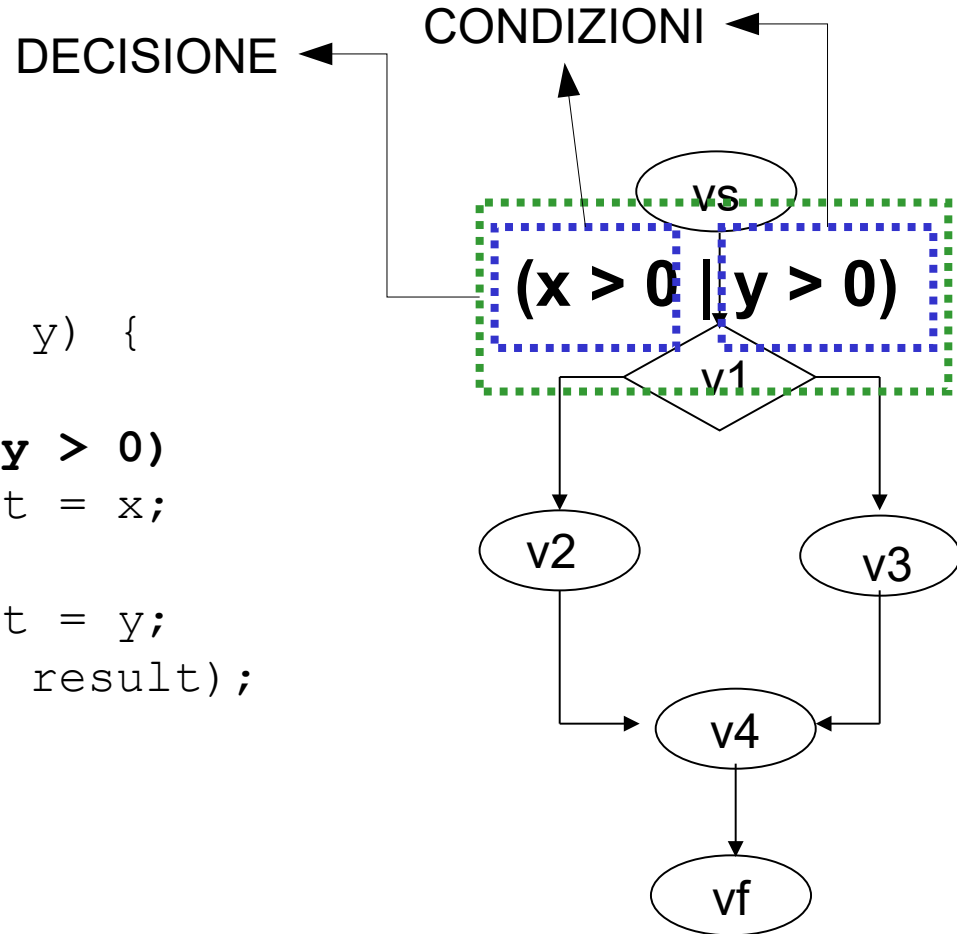 CONDIZIONI
DECISIONE
vs
(x > 0 | y > 0)
y) {
v1
y > 0)
t = x;
v2
v3
t = y;
result);
v4
vf